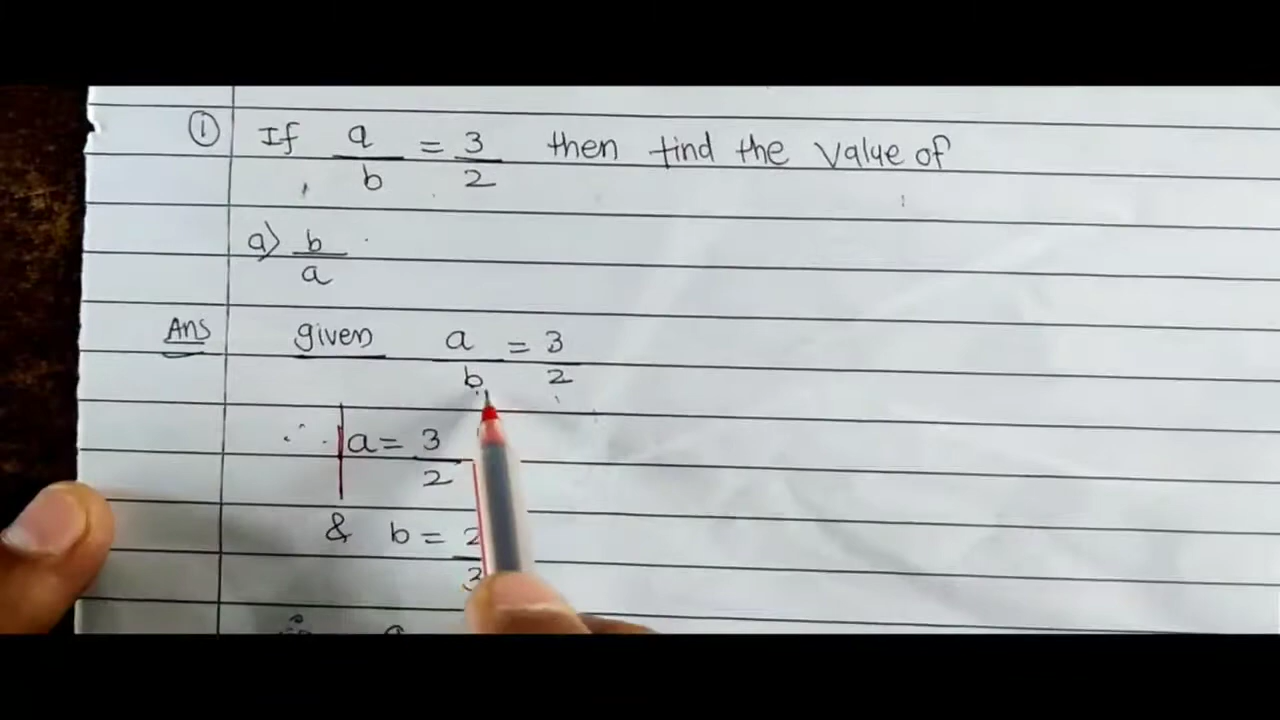 ① If a/b = 3/2 then find the value of
a) b/a
Ans given a/b = 3/2
∴ a = 3/2
& b = 2/3